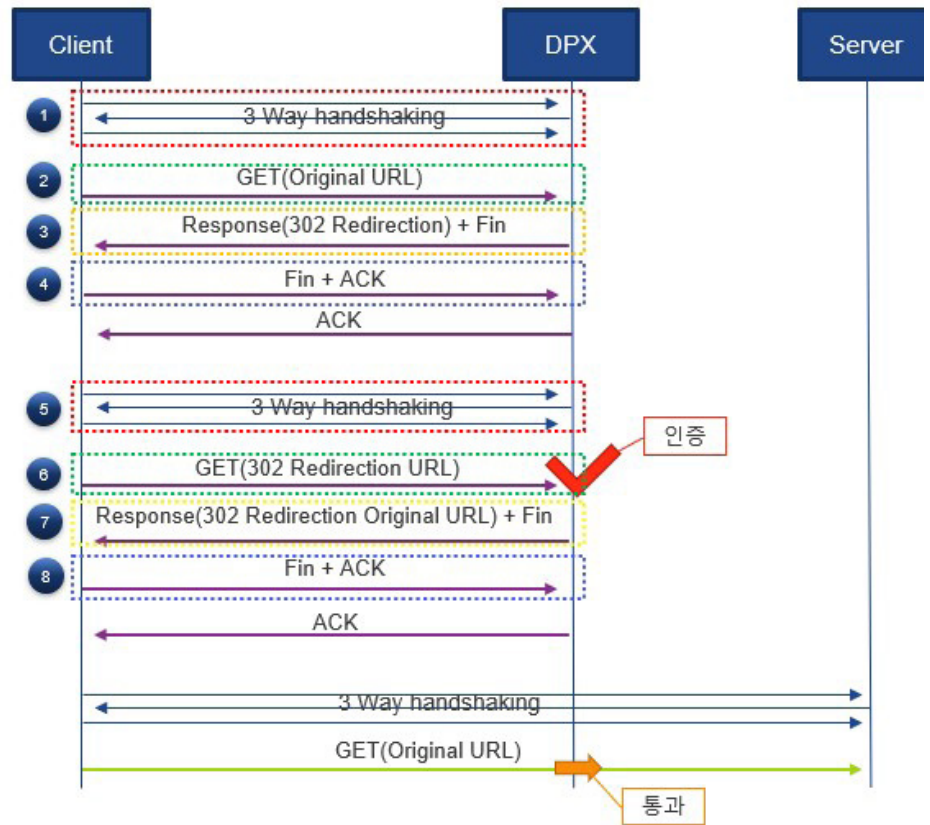 Client
DPX
Server
1
3 Way handshaking
2
GET(Original URL)
3
Response(302 Redirection) + Fin
4
Fin + ACK
ACK
5
3 Way handshaking
인증
6
GET(302 Redirection URL)
7
Response(302 Redirection Original URL) + Fin
8
Fin + ACK
ACK
3 Way handshaking
GET(Original URL)
통과